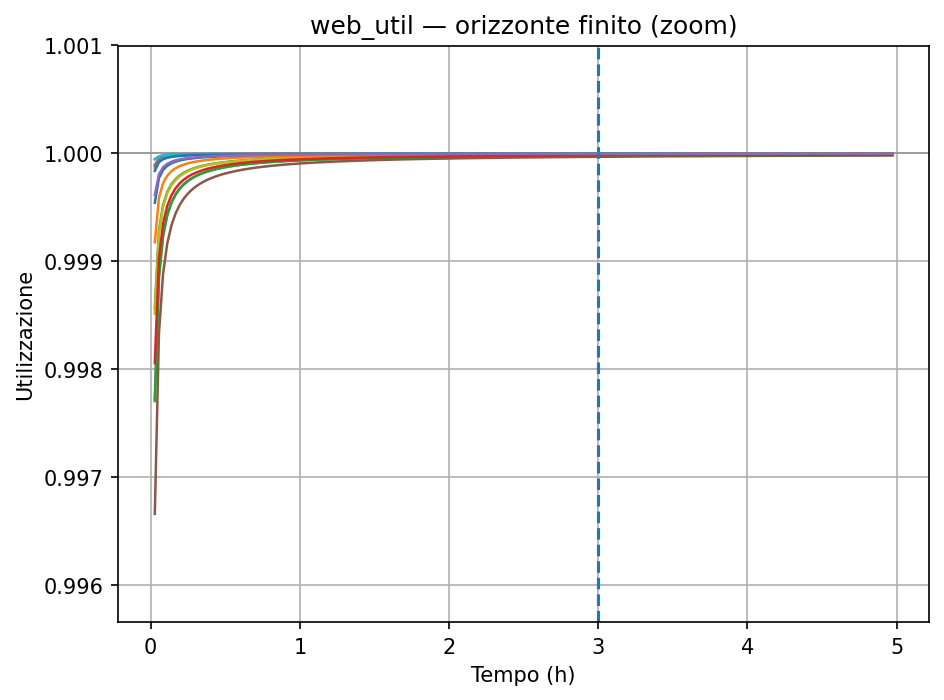 web_util — orizzonte finito (zoom)
1.001
1.000
0.999
0.998
0.997
0.996
Utilizzazione
0 1 2 3 4 5
Tempo (h)